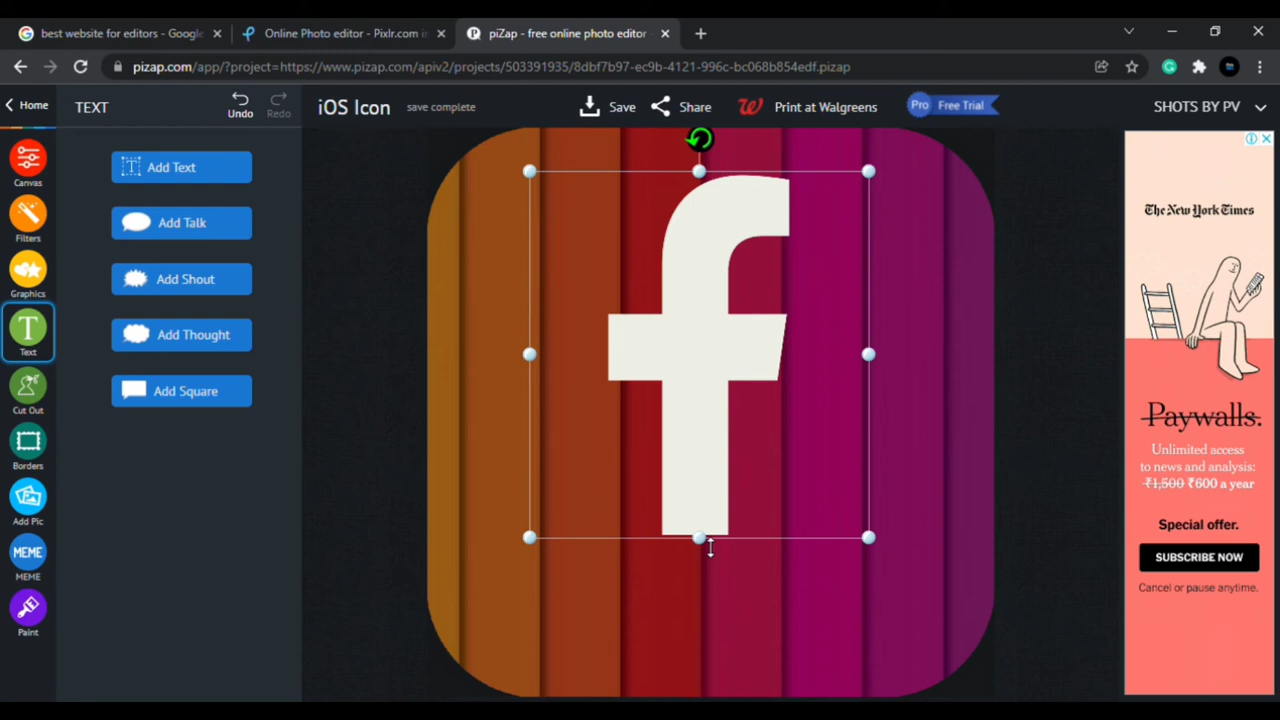 best website for editors - Google
Online Photo editor - Pixlr.com in
piZap - free online photo editor
pizap.com/app/?project=https://www.pizap.com/apiv2/projects/503391935/8dbf7b97-ec9b-4121-996c-bc068b854edf.pizap
Home
TEXT
Undo
Redo
iOS Icon
save complete
Save
Share
Print at Walgreens
Pro Free Trial
SHOTS BY PV
Canvas
Filters
Graphics
Text
Cut Out
Borders
Add Pic
MEME
MEME
Paint
Add Text
Add Talk
Add Shout
Add Thought
Add Square
f
The New York Times
Paywalls.
Unlimited access
to news and analysis:
₹1,500 ₹600 a year
Special offer.
SUBSCRIBE NOW
Cancel or pause anytime.